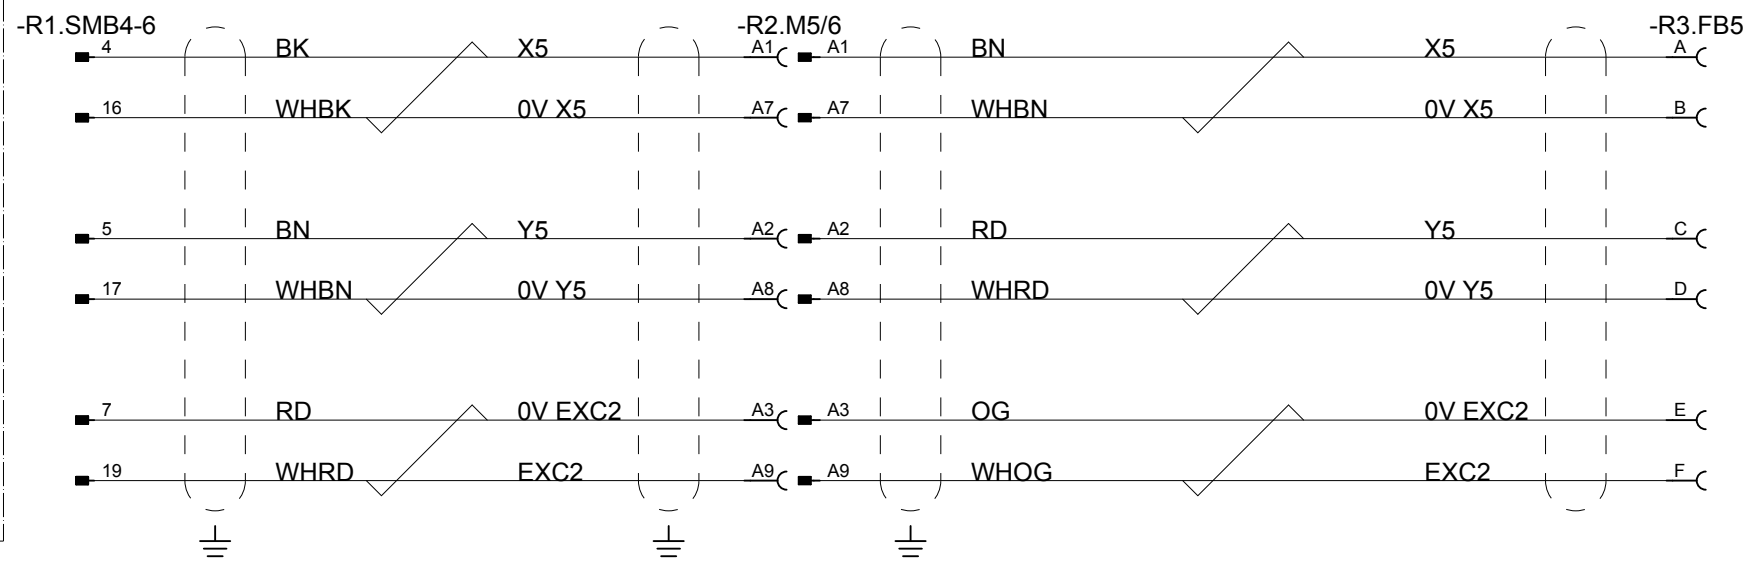 -R1.SMB4-6 -R2.M5/6 -R3.FB5
4 BK X5 A1 A1 BN X5 A
16 WHBK 0V X5 A7 A7 WHBN 0V X5 B
5 BN Y5 A2 A2 RD Y5 C
17 WHBN 0V Y5 A8 A8 WHRD 0V Y5 D
7 RD 0V EXC2 A3 A3 OG 0V EXC2 E
19 WHRD EXC2 A9 A9 WHOG EXC2 F